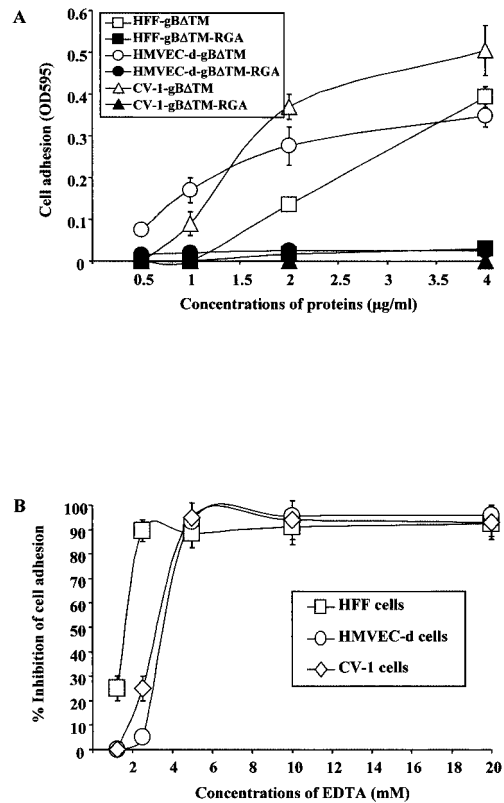 A
HFF-gBΔTM
HFF-gBΔTM-RGA
HMVEC-d-gBΔTM
HMVEC-d-gBΔTM-RGA
CV-1-gBΔTM
CV-1-gBΔTM-RGA
Cell adhesion (OD595)
0.6
0.5
0.4
0.3
0.2
0.1
0
0.5 1 1.5 2 2.5 3 3.5 4
Concentrations of proteins (µg/ml)
B
% Inhibition of cell adhesion
100
90
80
70
60
50
40
30
20
10
0
HFF cells
HMVEC-d cells
CV-1 cells
2 4 6 8 10 12 14 16 18 20
Concentrations of EDTA (mM)